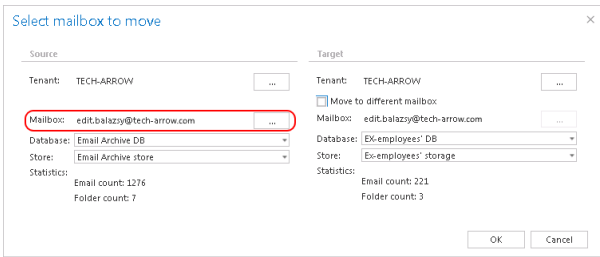 Select mailbox to move
Source
Tenant: TECH-ARROW ...
Mailbox: edit.balazsy@tech-arrow.com ...
Database: Email Archive DB
Store: Email Archive store
Statistics:
Email count: 1276
Folder count: 7
Target
Tenant: TECH-ARROW ...
Move to different mailbox
Mailbox: edit.balazsy@tech-arrow.com ...
Database: EX-employees' DB
Store: Ex-employees' storage
Statistics:
Email count: 221
Folder count: 3
OK Cancel